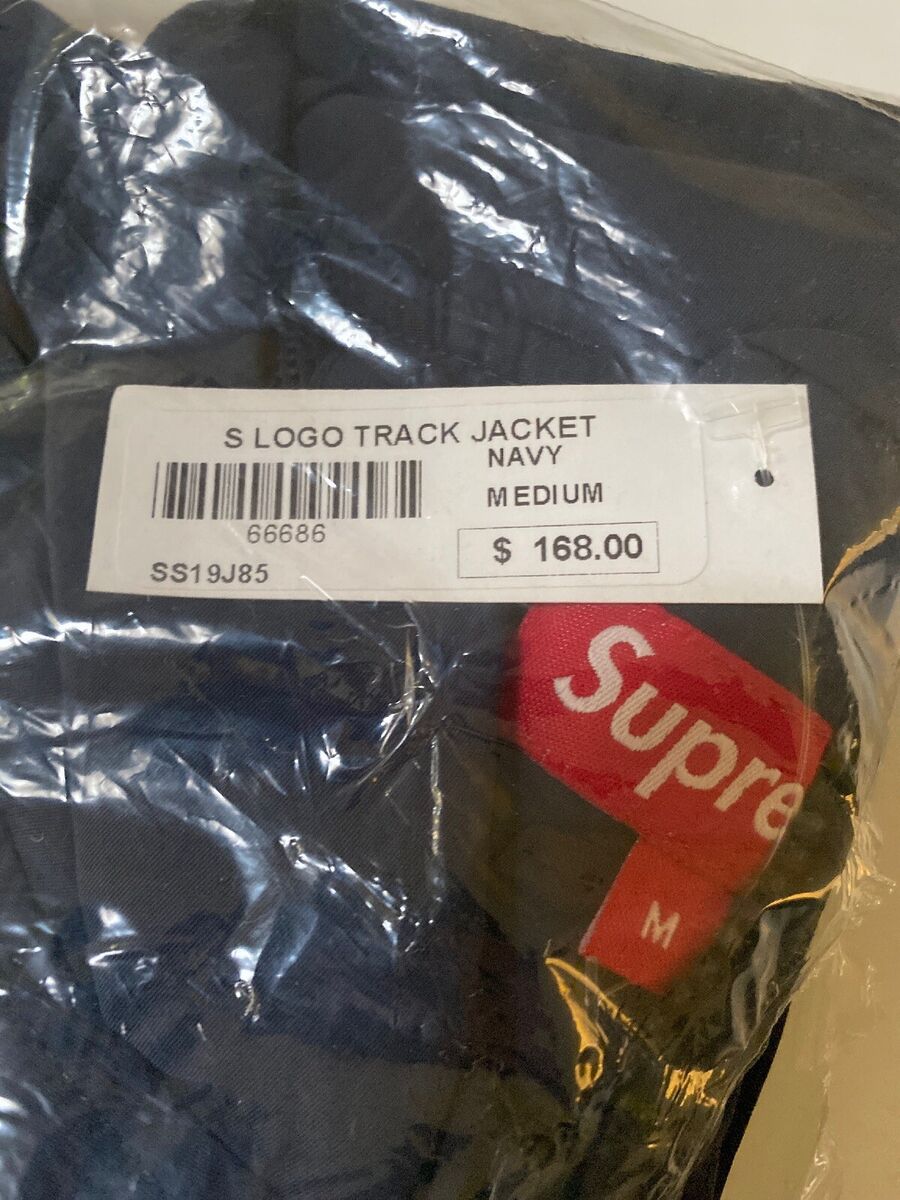 S LOGO TRACK JACKET
NAVY
MEDIUM
66686
$ 168.00
SS19J85
Supre
M